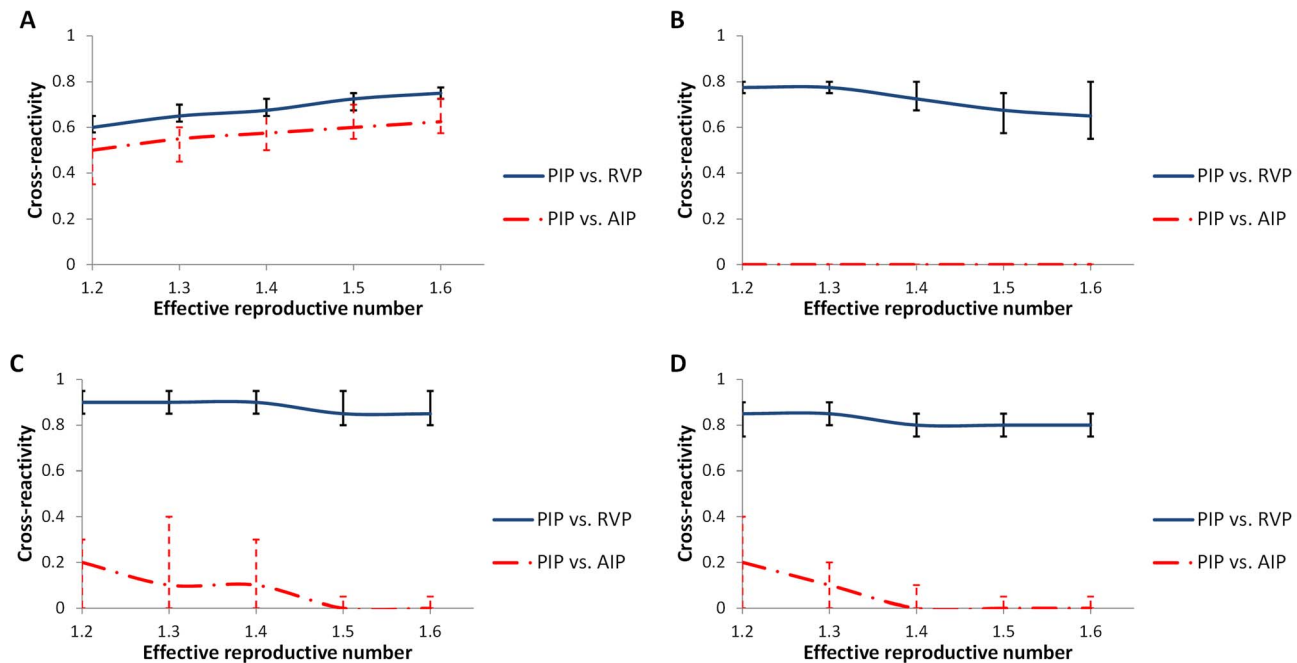 A
Cross-reactivity
1
0.8
0.6
0.4
0.2
0
1.2 1.3 1.4 1.5 1.6
Effective reproductive number
PIP vs. RVP
PIP vs. AIP
B
Cross-reactivity
1
0.8
0.6
0.4
0.2
0
1.2 1.3 1.4 1.5 1.6
Effective reproductive number
PIP vs. RVP
PIP vs. AIP
C
Cross-reactivity
1
0.8
0.6
0.4
0.2
0
1.2 1.3 1.4 1.5 1.6
Effective reproductive number
PIP vs. RVP
PIP vs. AIP
D
Cross-reactivity
1
0.8
0.6
0.4
0.2
0
1.2 1.3 1.4 1.5 1.6
Effective reproductive number
PIP vs. RVP
PIP vs. AIP